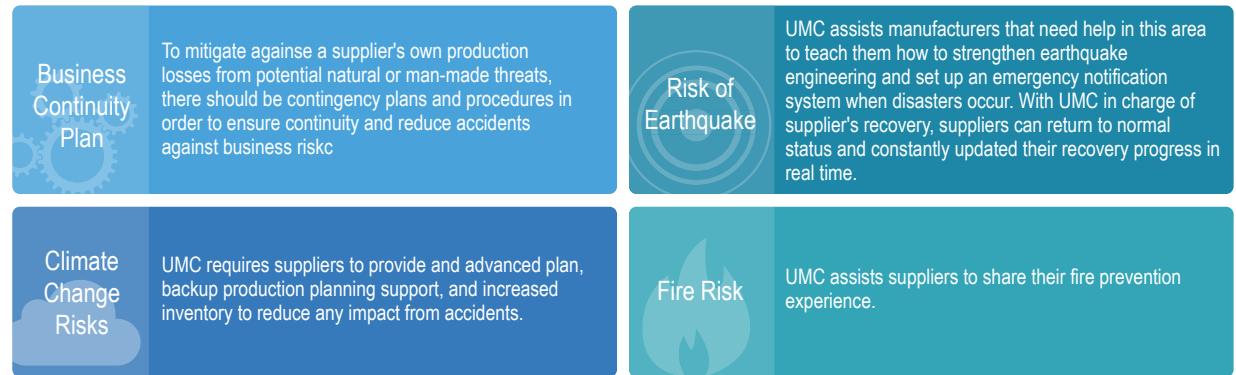 Business
Continuity
Plan
To mitigate againse a supplier's own production
losses from potential natural or man-made threats,
there should be contingency plans and procedures in
order to ensure continuity and reduce accidents
against business riskc
Risk of
Earthquake
UMC assists manufacturers that need help in this area
to teach them how to strengthen earthquake
engineering and set up an emergency notification
system when disasters occur. With UMC in charge of
supplier's recovery, suppliers can return to normal
status and constantly updated their recovery progress in
real time.
Climate
Change
Risks
UMC requires suppliers to provide and advanced plan,
backup production planning support, and increased
inventory to reduce any impact from accidents.
Fire Risk
UMC assists suppliers to share their fire prevention
experience.